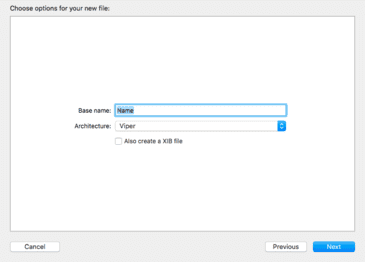 Choose options for your new file:
Base name: Name
Architecture: Viper
Also create a XIB file
Cancel Previous Next